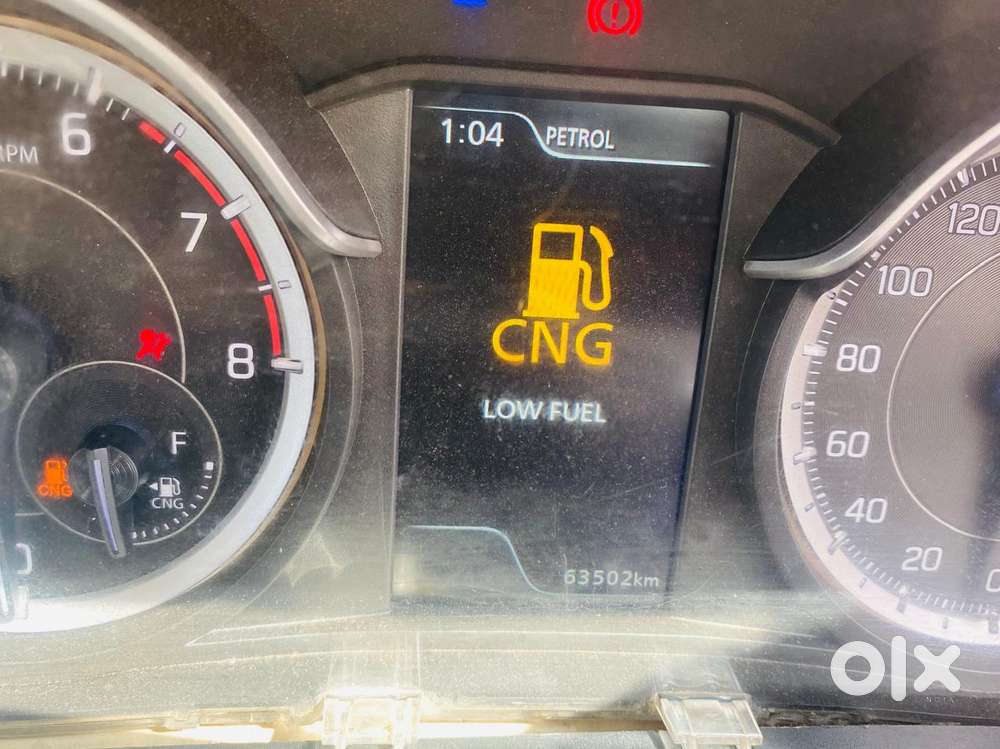 1:04 PETROL
CNG
LOW FUEL
63502km
6
RPM
7
8
F
CNG
CNG
120
100
80
60
40
20
0
olx